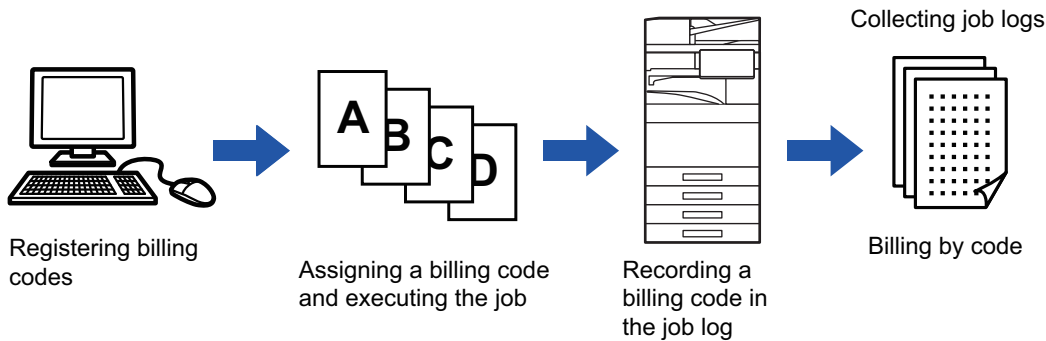 Collecting job logs
A
B
C
D
Registering billing
codes
Assigning a billing code
and executing the job
Recording a
billing code in
the job log
Billing by code